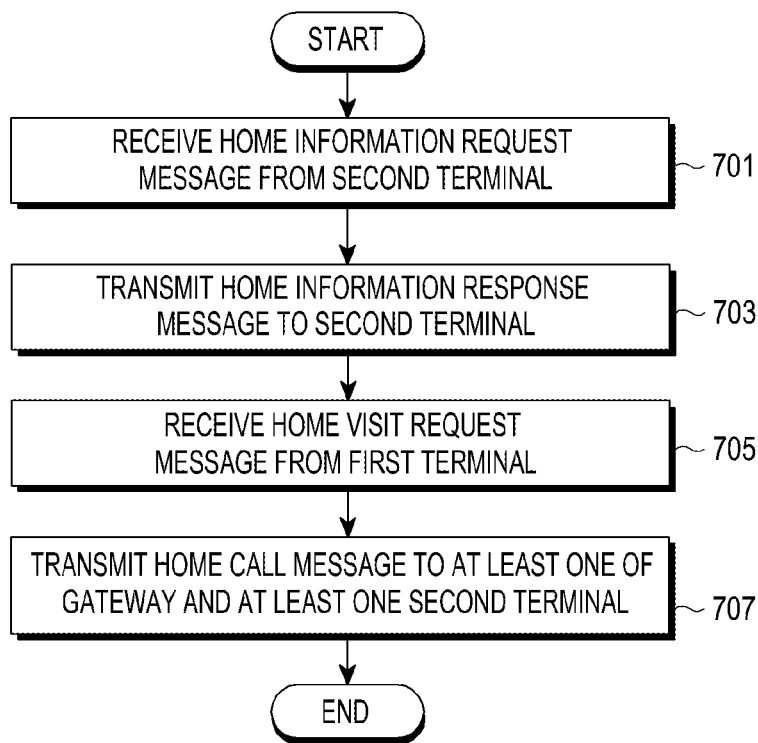 START
RECEIVE HOME INFORMATION REQUEST
MESSAGE FROM SECOND TERMINAL
701
TRANSMIT HOME INFORMATION RESPONSE
MESSAGE TO SECOND TERMINAL
703
RECEIVE HOME VISIT REQUEST
MESSAGE FROM FIRST TERMINAL
705
TRANSMIT HOME CALL MESSAGE TO AT LEAST ONE OF
GATEWAY AND AT LEAST ONE SECOND TERMINAL
707
END